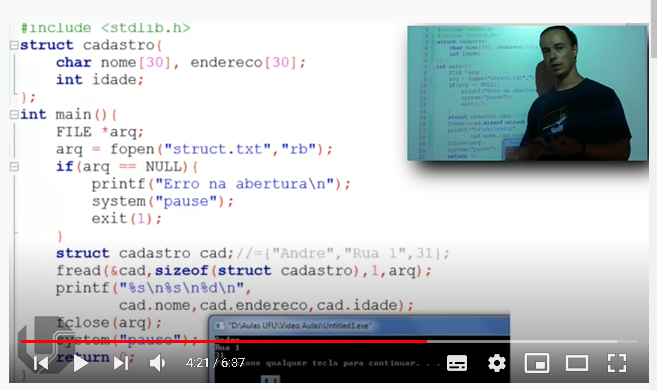 #include <stdlib.h>
struct cadastro{
char nome[30], endereco[30];
int idade;
};
int main(){
FILE *arq;
arq = fopen("struct.txt","rb");
if(arq == NULL){
printf("Erro na abertura\n");
system("pause");
exit(1);
}
struct cadastro cad;//={"Andre","Rua 1",31};
fread(&cad,sizeof(struct cadastro),1,arq);
printf("%s\n%s\n%d\n",
cad.nome,cad.endereco,cad.idade);
fclose(arq);
system("pause");
return 0;
}
"D:\Aulas UFU\Video Aulas\Untitled1.exe"
Andre
Rua 1
31
one qualquer tecla para continuar. . .
4:21 / 6:37